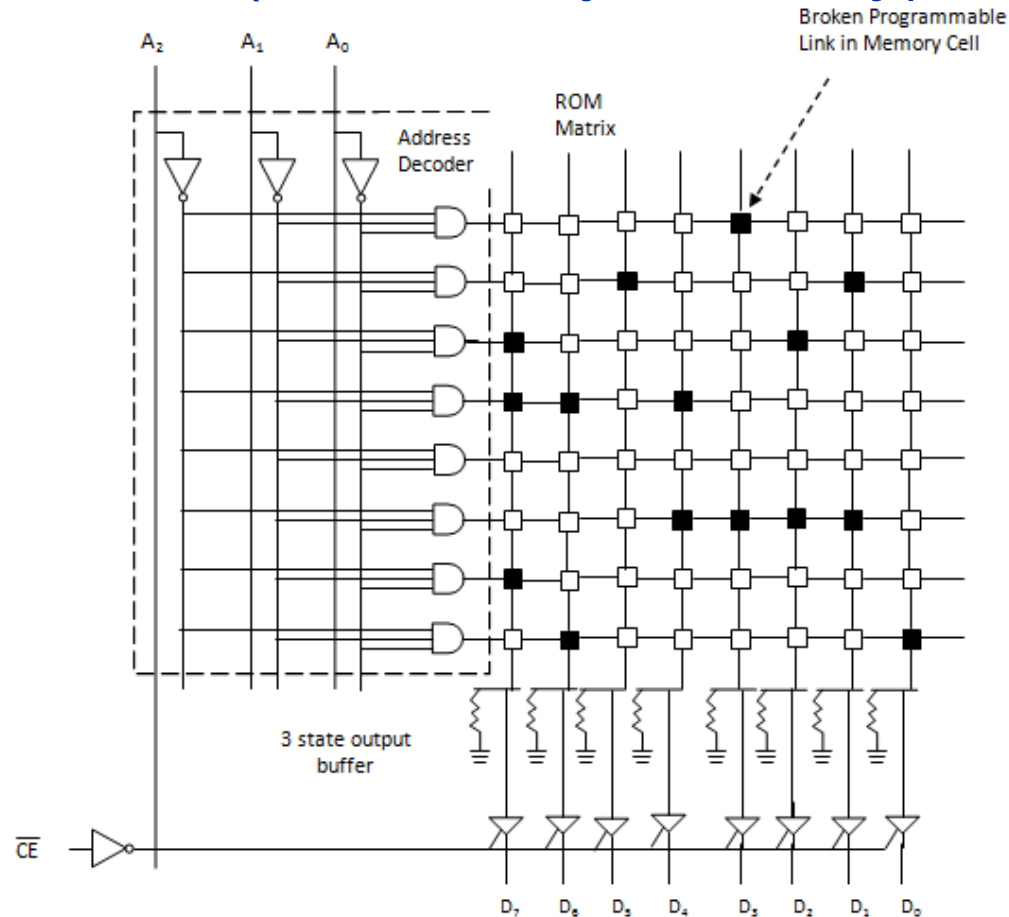 Broken Programmable
Link in Memory Cell
A₂ A₁ A₀
ROM
Matrix
Address
Decoder
3 state output
buffer
C̅E̅
D₇ D₆ D₅ D₄ D₃ D₂ D₁ D₀